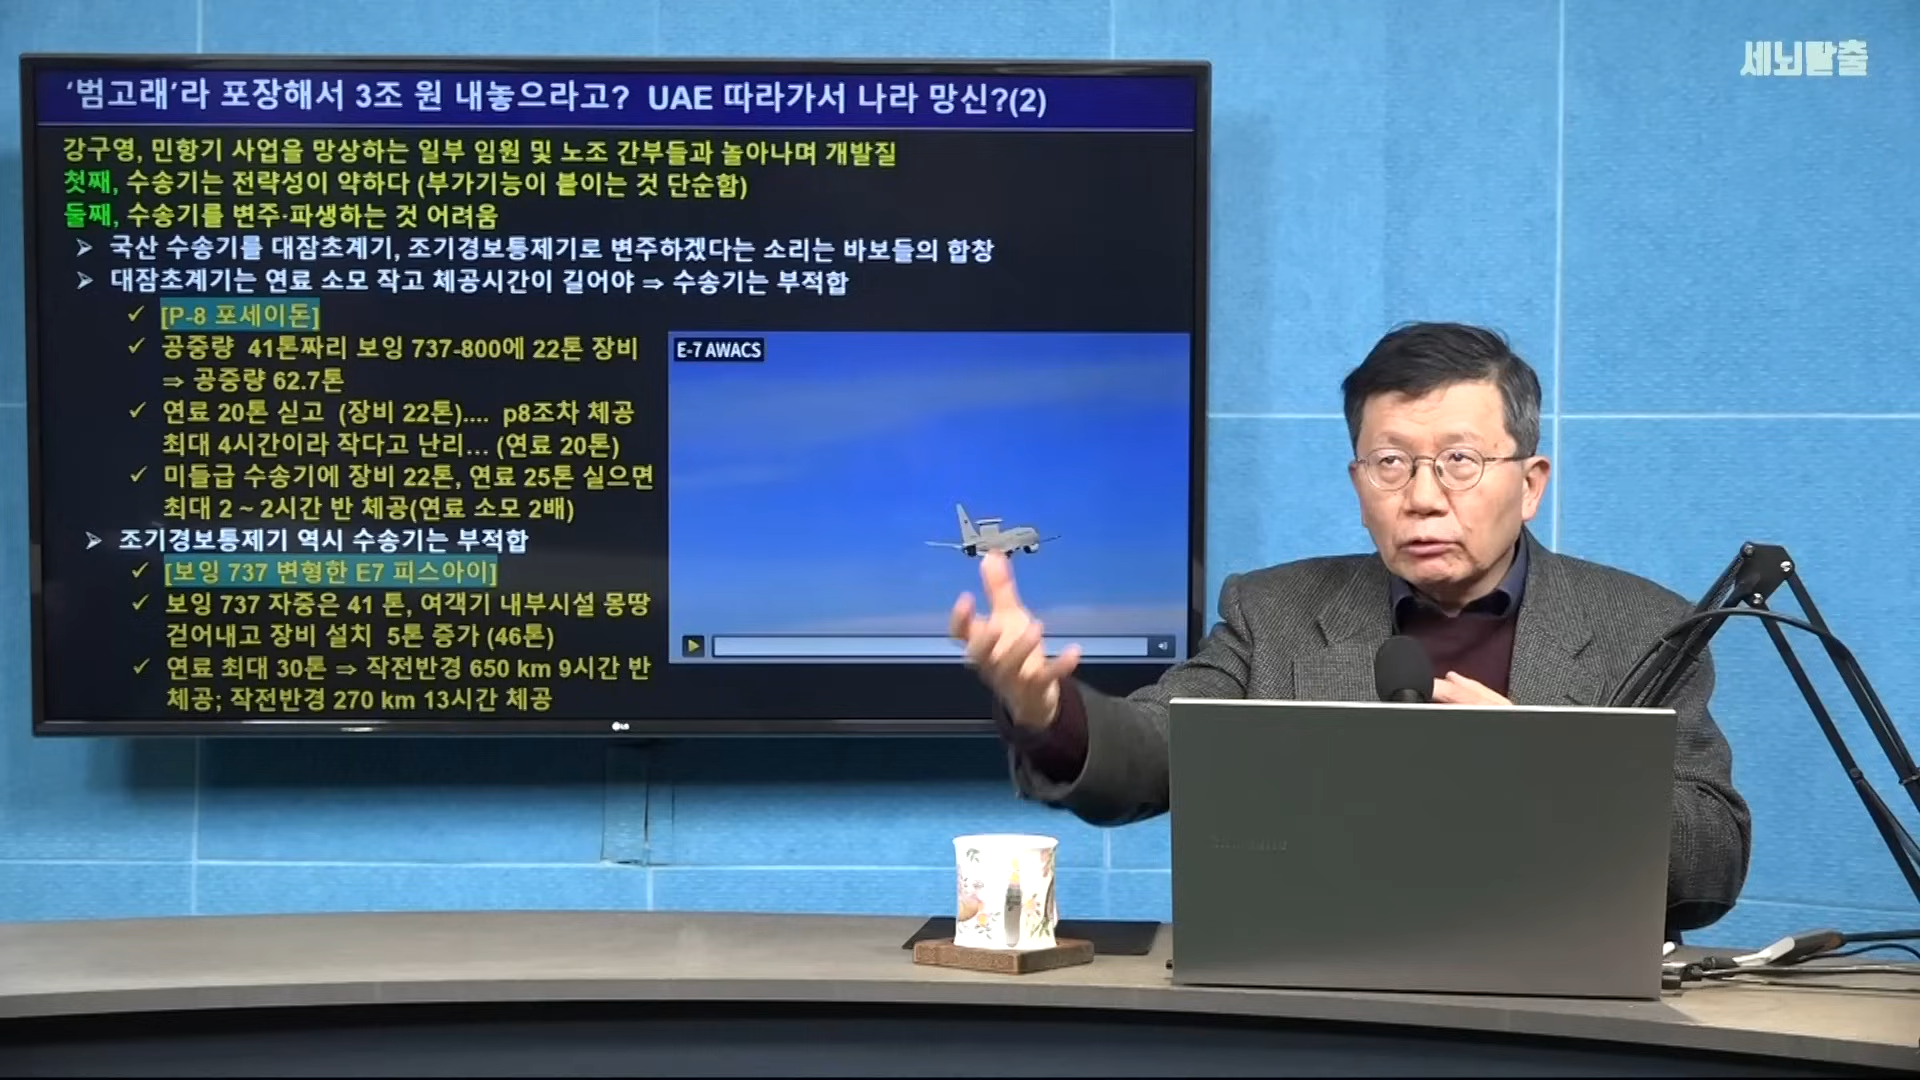 세뇌탈출
‘범고래’라 포장해서 3조 원 내놓으라고? UAE 따라가서 나라 망신?(2)
강구영, 민항기 사업을 망상하는 일부 임원 및 노조 간부들과 놀아나며 개발질
첫째, 수송기는 전략성이 약하다 (부가기능이 붙이는 것 단순함)
둘째, 수송기를 변주·파생하는 것 어려움
➢ 국산 수송기를 대잠초계기, 조기경보통제기로 변주하겠다는 소리는 바보들의 합창
➢ 대잠초계기는 연료 소모 작고 체공시간이 길어야 ⇒ 수송기는 부적합
✓ [P-8 포세이돈]
✓ 공중량 41톤짜리 보잉 737-800에 22톤 장비
⇒ 공중량 62.7톤
✓ 연료 20톤 싣고 (장비 22톤).... p8조차 체공
최대 4시간이라 작다고 난리... (연료 20톤)
✓ 미들급 수송기에 장비 22톤, 연료 25톤 실으면
최대 2 ~ 2시간 반 체공(연료 소모 2배)
➢ 조기경보통제기 역시 수송기는 부적합
✓ [보잉 737 변형한 E7 피스아이]
✓ 보잉 737 자중은 41 톤, 여객기 내부시설 몽땅
걷어내고 장비 설치 5톤 증가 (46톤)
✓ 연료 최대 30톤 ⇒ 작전반경 650 km 9시간 반
체공; 작전반경 270 km 13시간 체공
E-7 AWACS
LG